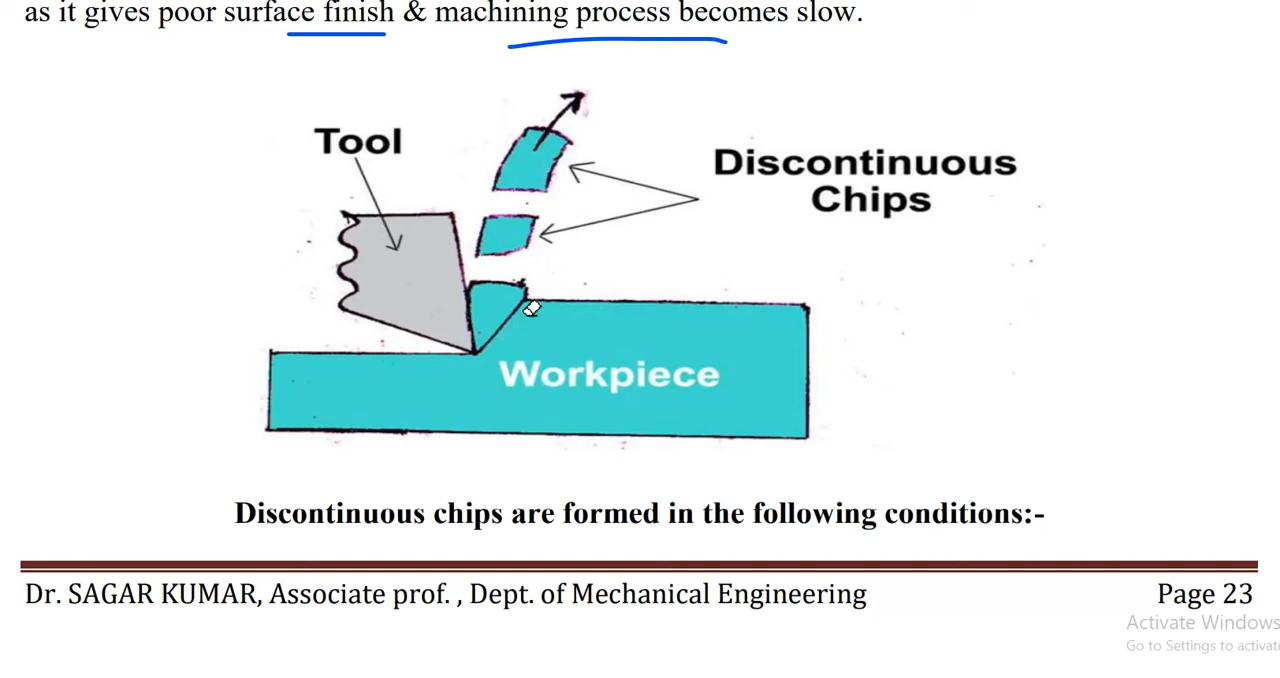 as it gives poor surface finish & machining process becomes slow.
Tool
Discontinuous
Chips
Workpiece
Discontinuous chips are formed in the following conditions:-
Dr. SAGAR KUMAR, Associate prof. , Dept. of Mechanical Engineering Page 23
Activate Windows
Go to Settings to activate